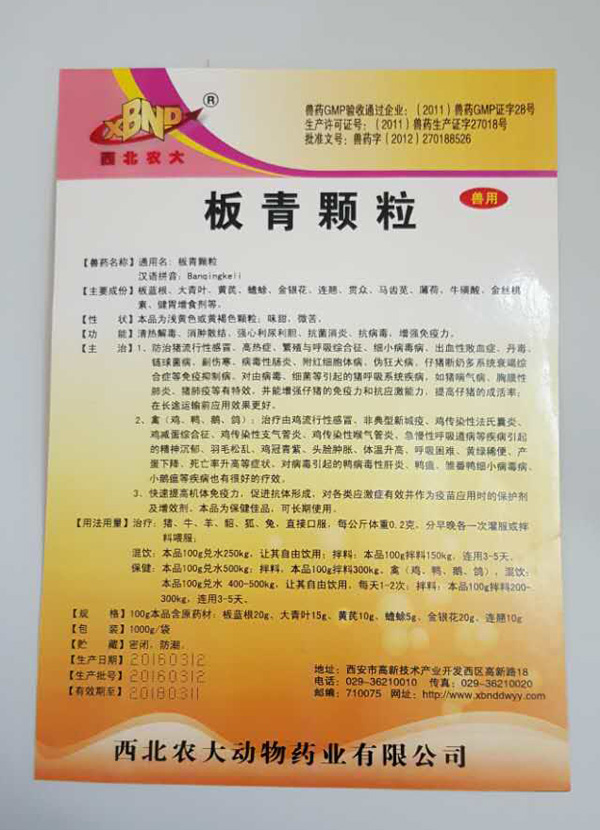 XBND ®
西北农大
兽药GMP验收通过企业：（2011）兽药GMP证字28号
生产许可证号：（2011）兽药生产证字27018号
批准文号：兽药字（2012）270188526
板青颗粒
兽用
【兽药名称】通用名：板青颗粒
汉语拼音：Banqingkeli
【主要成份】板蓝根、大青叶、黄芪、蟾蜍、金银花、连翘、贯众、马齿苋、薄荷、牛磺酸、金丝桃
素、健胃增食剂等。
【性　状】本品为浅黄色或黄褐色颗粒；味甜、微苦。
【功　能】清热解毒、消肿散结、强心利尿利胆、抗菌消炎、抗病毒、增强免疫力。
【主　治】1、防治猪流行性感冒、高热症、繁殖与呼吸综合征、细小病毒病、出血性败血症、丹毒、
链球菌病、副伤寒、病毒性肠炎、附红细胞体病、伪狂犬病、仔猪断奶多系统衰竭综
合症等免疫抑制病，对由病毒、细菌等引起的猪呼吸系统疾病，如猪喘气病、胸膜性
肺炎、猪肺疫等有特效，并能增强仔猪的免疫力和抗应激能力，提高仔猪的成活率；
在长途运输前应用效果更好。
2、禽（鸡、鸭、鹅、鸽）：治疗由鸡流行性感冒、非典型新城疫、鸡传染性法氏囊炎、
鸡减蛋综合征、鸡传染性支气管炎、鸡传染性喉气管炎、急慢性呼吸道病等疾病引起
的精神沉郁、羽毛松乱、鸡冠青紫、头脸肿胀、体温升高、呼吸困难、黄绿稀便、产
蛋下降、死亡率升高等症状，对病毒引起的鸭病毒性肝炎、鸭瘟、雏番鸭细小病毒病、
小鹅瘟等疾病也有很好的疗效。
3、快速提高机体免疫力，促进抗体形成，对各类应激症有效并作为疫苗应用时的保护剂
及增效剂。本品为保健佳品，可长期使用。
【用法用量】治疗：猪、牛、羊、貂、狐、兔，直接口服，每公斤体重0.2克，分早晚各一次灌服或拌
料喂服；
混饮：本品100g兑水250kg，让其自由饮用；拌料：本品100g拌料150kg，连用3-5天。
保健：本品100g兑水500kg；拌料：本品100g拌料300kg，禽（鸡、鸭、鹅、鸽），混饮：
本品100g兑水 400-500kg，让其自由饮用，每天1-2次；拌料：本品100g拌料200-
300kg，连用3-5天。
【规　格】100g本品含原药材：板蓝根20g、大青叶15g、黄芪10g、蟾蜍5g、金银花20g、连翘10g
【包　装】1000g/袋
【贮　藏】密闭，防潮。
【生产日期】20160312
【生产批号】20160312
【有效期至】20180311
地址：西安市高新技术产业开发西区高新路18
电话：029-36210010　传真：029-36210020
邮编：710075　网址：http://www.xbnddwyy.com
西北农大动物药业有限公司